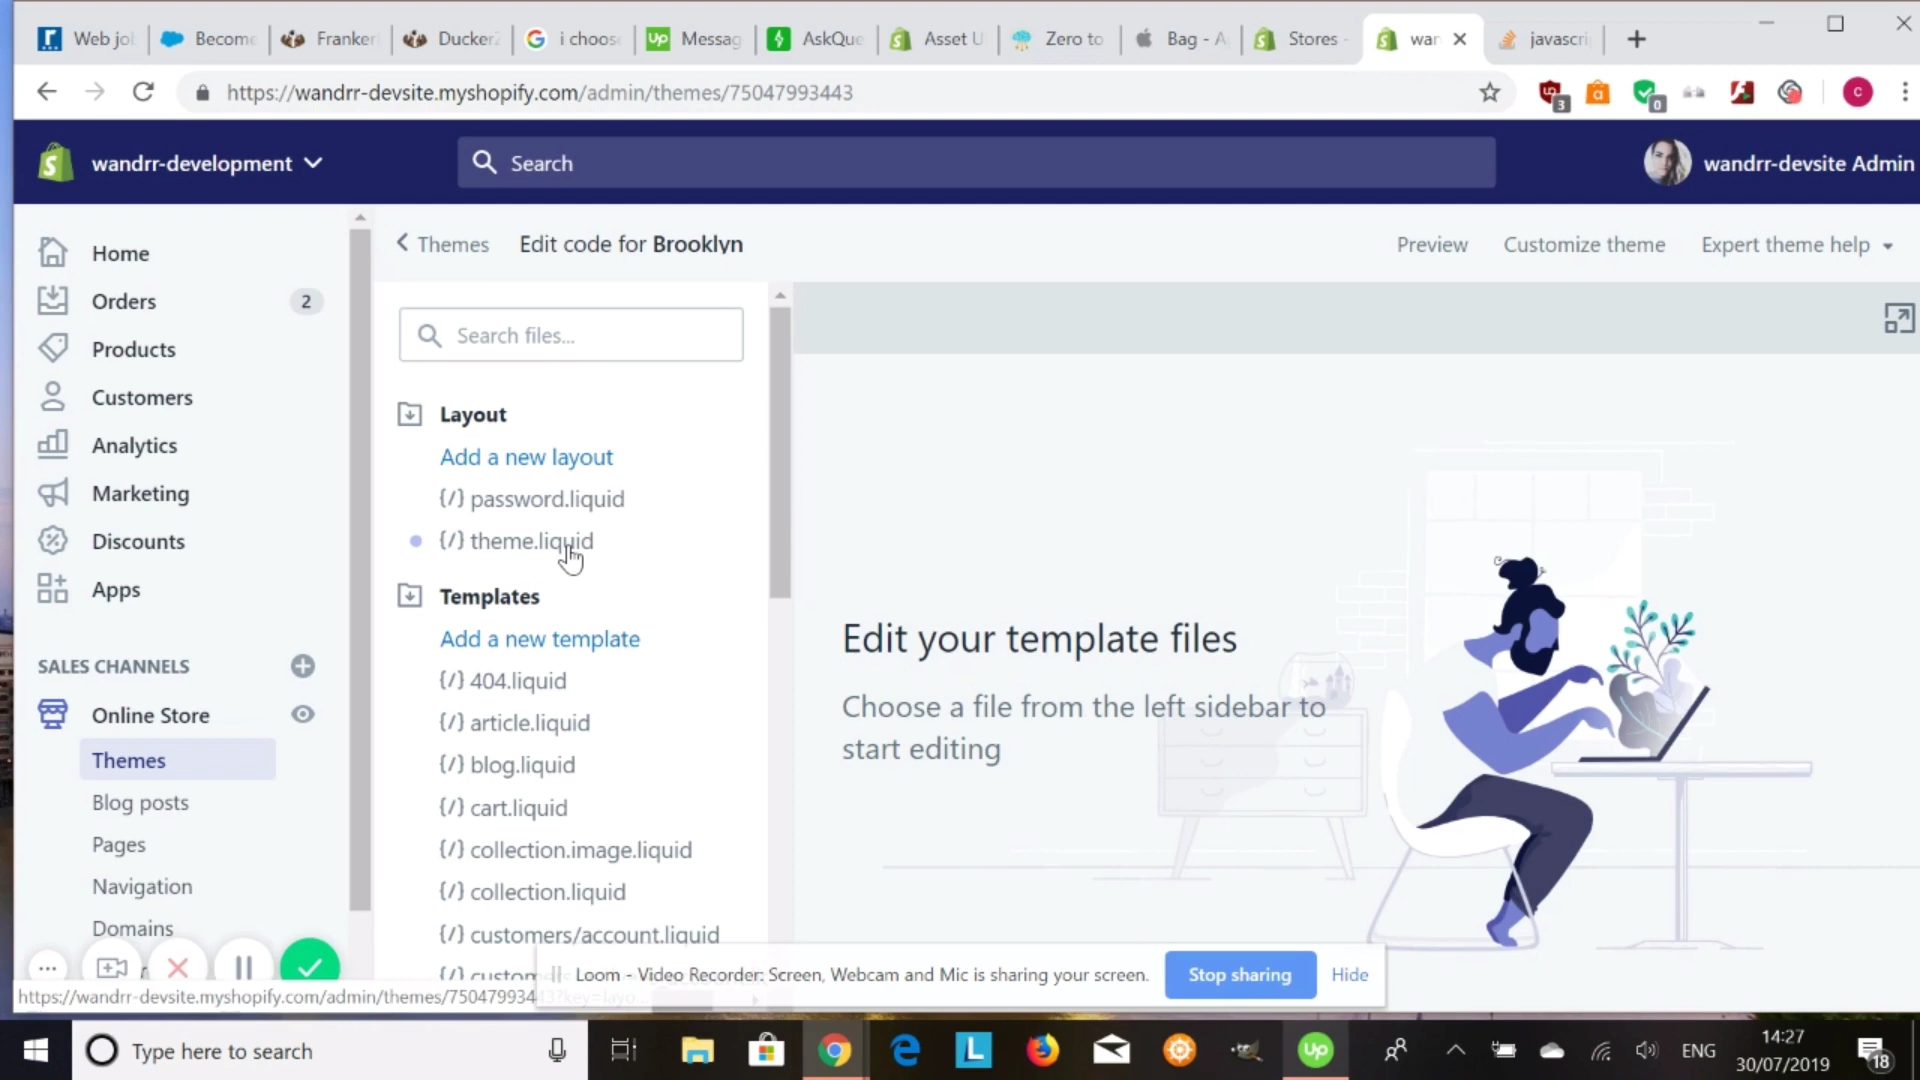 Web jo
Becom
Franker
Ducker
i choos
Messag
AskQue
Asset U
Zero to
Bag - A
Stores -
war
javascri
https://wandrr-devsite.myshopify.com/admin/themes/75047993443
3
0
c
wandrr-development
Search
wandrr-devsite Admin
Home
Orders 2
Products
Customers
Analytics
Marketing
Discounts
Apps
SALES CHANNELS
Online Store
Themes
Blog posts
Pages
Navigation
Domains
Themes
Edit code for Brooklyn
Preview
Customize theme
Expert theme help
Search files...
Layout
Add a new layout
{/} password.liquid
{/} theme.liquid
Templates
Add a new template
{/} 404.liquid
{/} article.liquid
{/} blog.liquid
{/} cart.liquid
{/} collection.image.liquid
{/} collection.liquid
{/} customers/account.liquid
Edit your template files
Choose a file from the left sidebar to
start editing
Loom - Video Recorder: Screen, Webcam and Mic is sharing your screen.
Stop sharing
Hide
https://wandrr-devsite.myshopify.com/admin/themes/75047993443?key=layo...
Type here to search
L
Up
ENG
14:27
30/07/2019
18